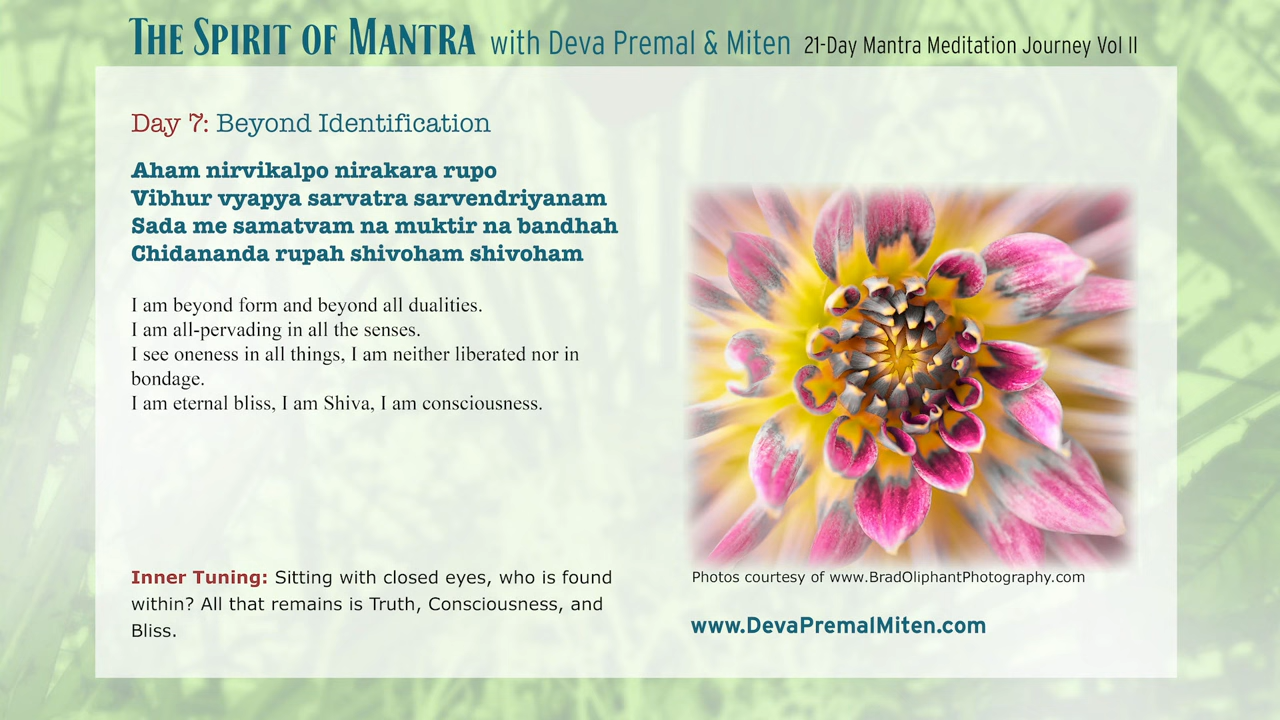 The Spirit of Mantra with Deva Premal & Miten 21-Day Mantra Meditation Journey Vol II
Day 7: Beyond Identification
Aham nirvikalpo nirakara rupo
Vibhur vyapya sarvatra sarvendriyanam
Sada me samatvam na muktir na bandhah
Chidananda rupah shivoham shivoham
I am beyond form and beyond all dualities.
I am all-pervading in all the senses.
I see oneness in all things, I am neither liberated nor in
bondage.
I am eternal bliss, I am Shiva, I am consciousness.
Inner Tuning: Sitting with closed eyes, who is found
within? All that remains is Truth, Consciousness, and
Bliss.
Photos courtesy of www.BradOliphantPhotography.com
www.DevaPremalMiten.com